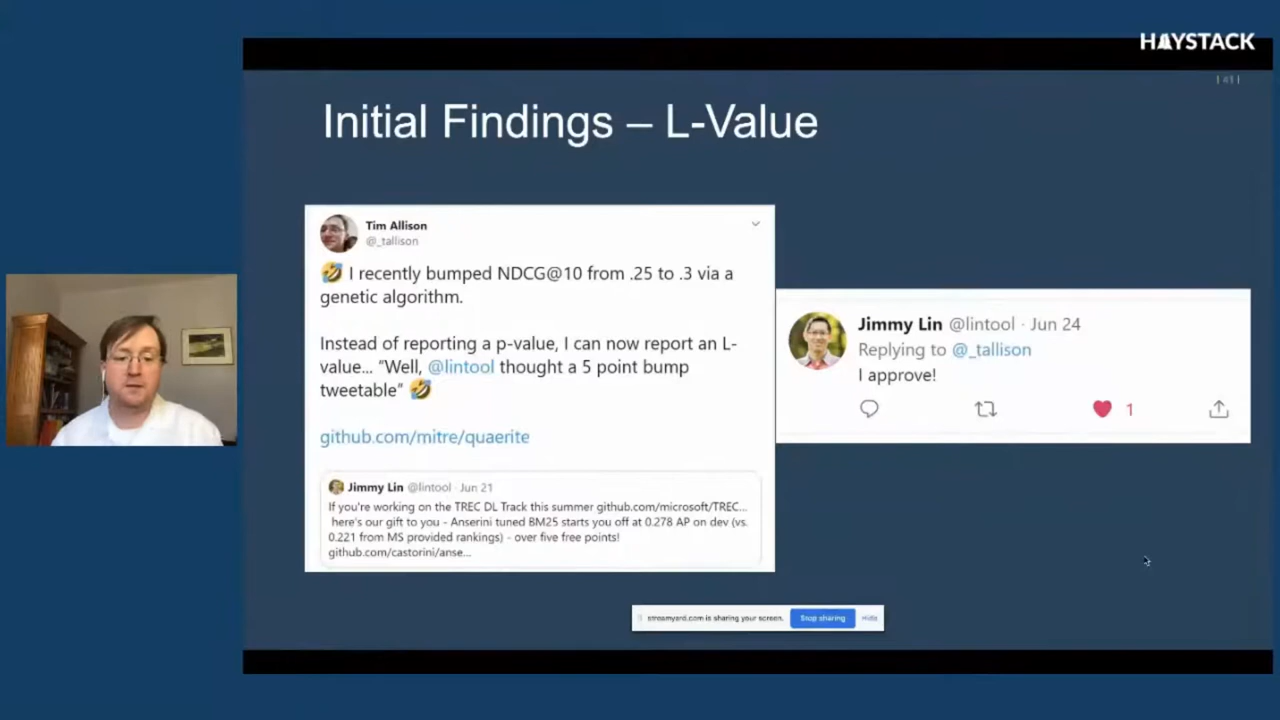 HAYSTACK
| 41 |
Initial Findings – L-Value
Tim Allison
@_tallison
🤣 I recently bumped NDCG@10 from .25 to .3 via a
genetic algorithm.
Instead of reporting a p-value, I can now report an L-
value... "Well, @lintool thought a 5 point bump
tweetable" 🤣
github.com/mitre/quaerite
Jimmy Lin @lintool · Jun 21
If you're working on the TREC DL Track this summer github.com/microsoft/TREC...
here's our gift to you - Anserini tuned BM25 starts you off at 0.278 AP on dev (vs.
0.221 from MS provided rankings) - over five free points!
github.com/castorini/anse...
Jimmy Lin @lintool · Jun 24
Replying to @_tallison
I approve!
1
streamyard.com is sharing your screen. Stop sharing Hide